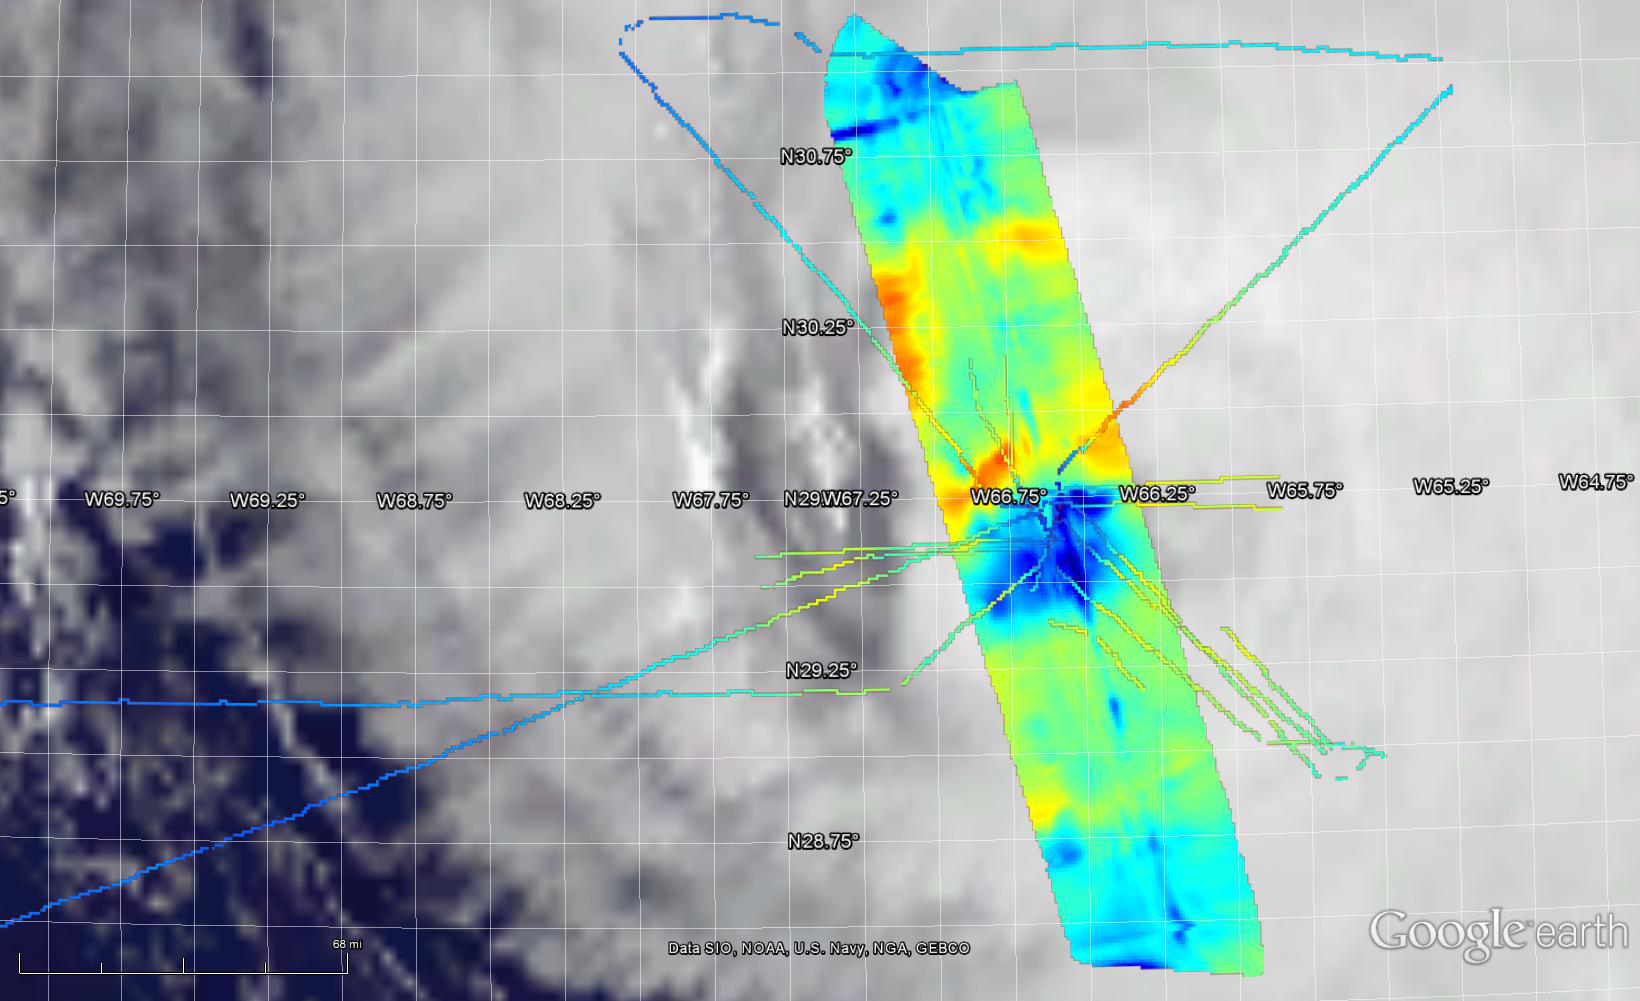 N30.75°
N30.25°
5° W69.75° W69.25° W68.75° W68.25° W67.75° W67.25° W66.75° W66.25° W65.75° W65.25° W64.75°
N29.25°
N28.75°
68 mi
Data SIO, NOAA, U.S. Navy, NGA, GEBCO
Google earth